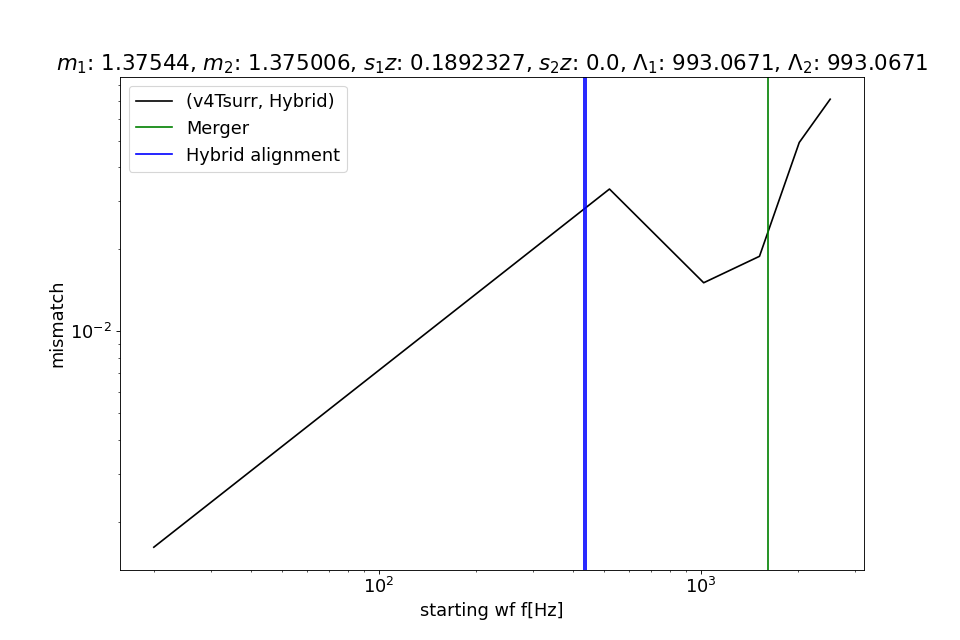 m₁: 1.37544, m₂: 1.375006, s₁z: 0.1892327, s₂z: 0.0, Λ₁: 993.0671, Λ₂: 993.0671
(v4Tsurr, Hybrid)
Merger
Hybrid alignment
mismatch
10⁻²
10² 10³
starting wf f[Hz]